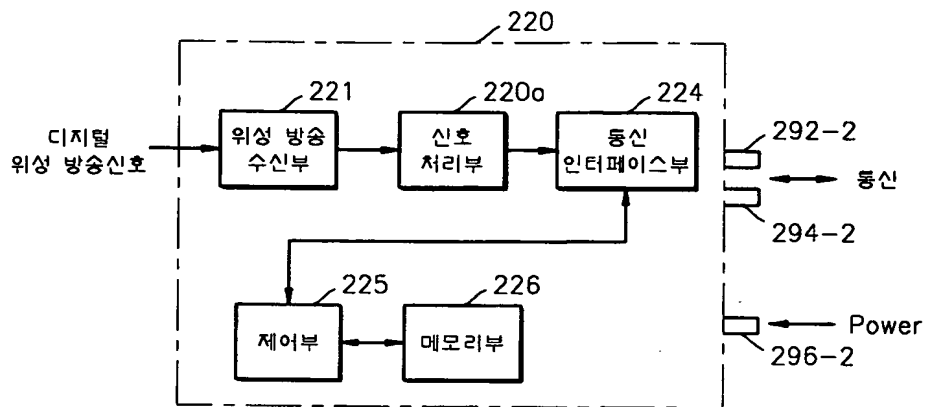 220
221
220a
224
292-2
디지털
위성 방송신호
위성 방송
수신부
신호
처리부
통신
인터페이스부
통신
294-2
225
226
제어부
메모리부
Power
296-2